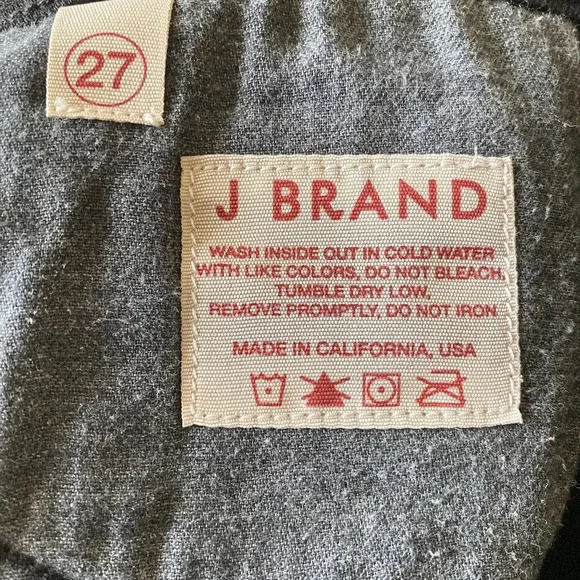 27
J BRAND
WASH INSIDE OUT IN COLD WATER
WITH LIKE COLORS, DO NOT BLEACH,
TUMBLE DRY LOW,
REMOVE PROMPTLY, DO NOT IRON
MADE IN CALIFORNIA, USA